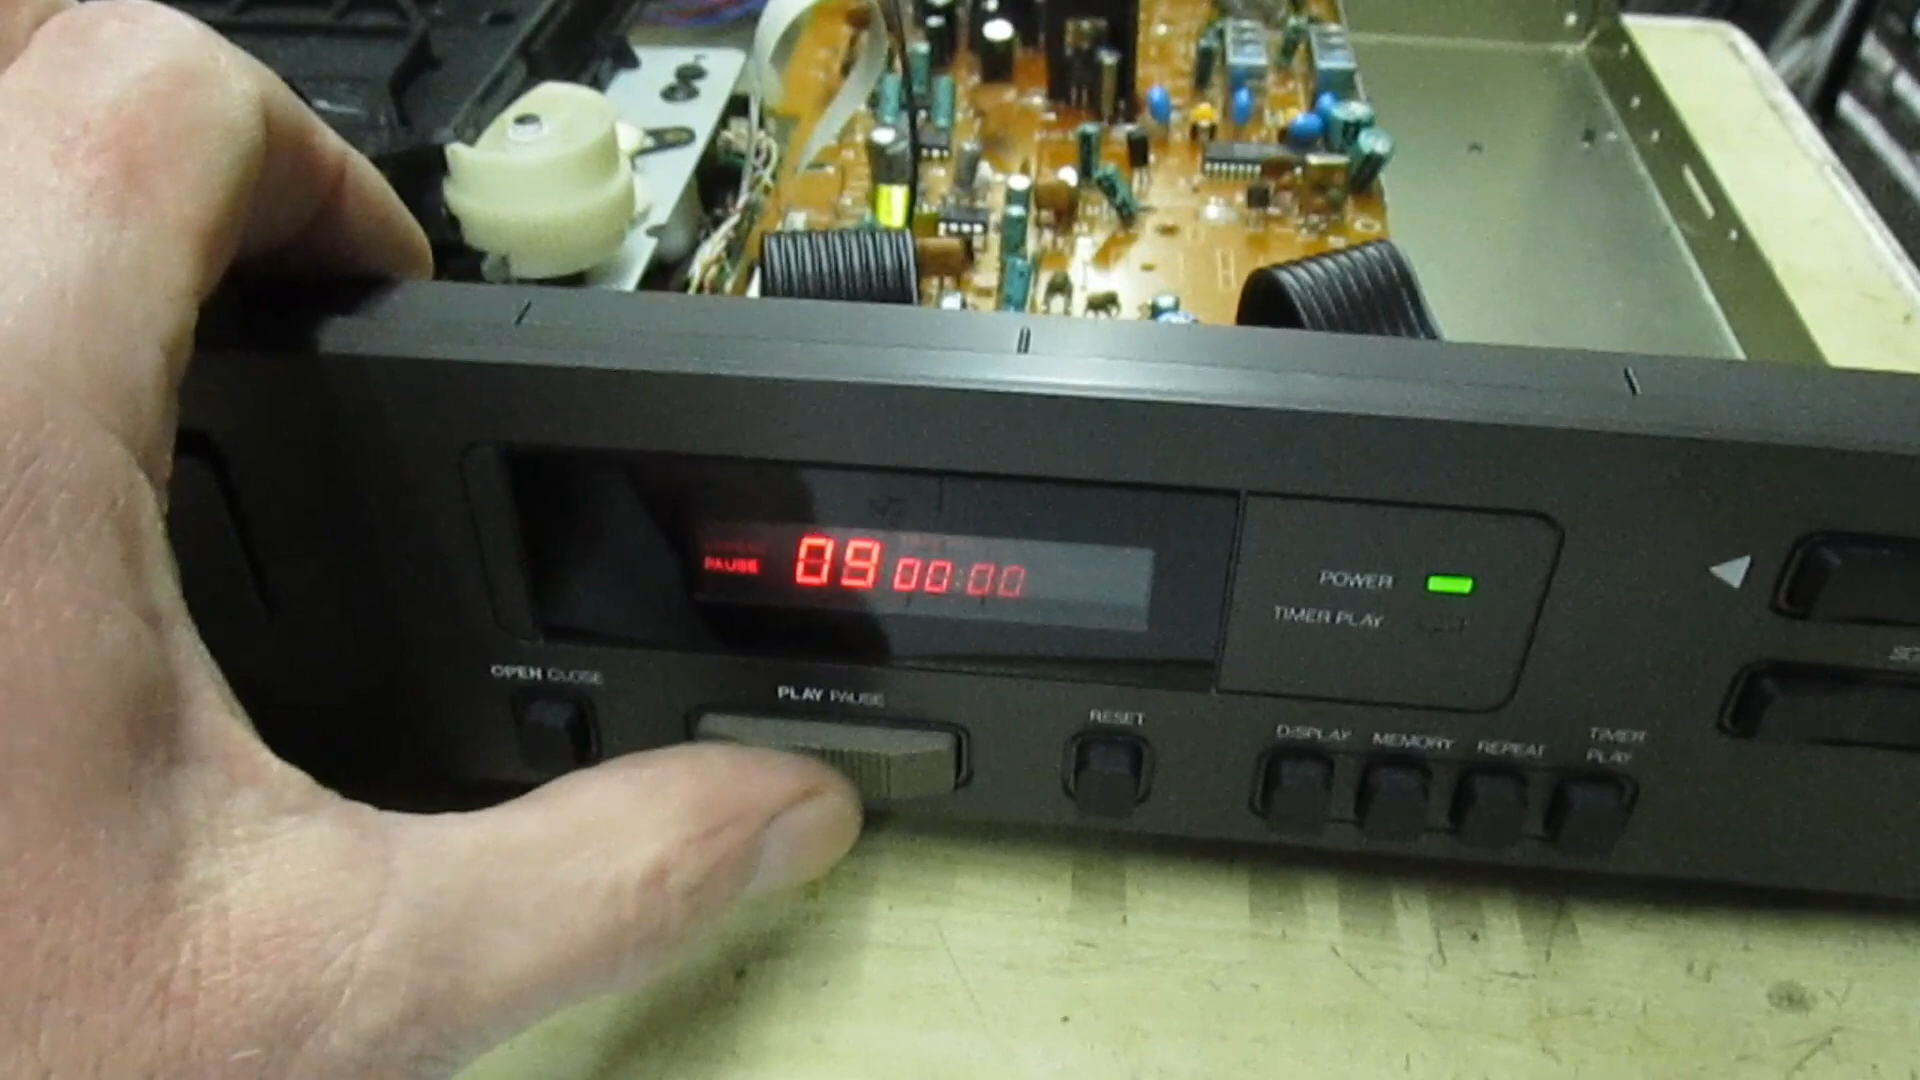 PAUSE 09 00:00
POWER
TIMER PLAY
OPEN CLOSE
PLAY PAUSE
RESET
DISPLAY MEMORY REPEAT TIMER PLAY